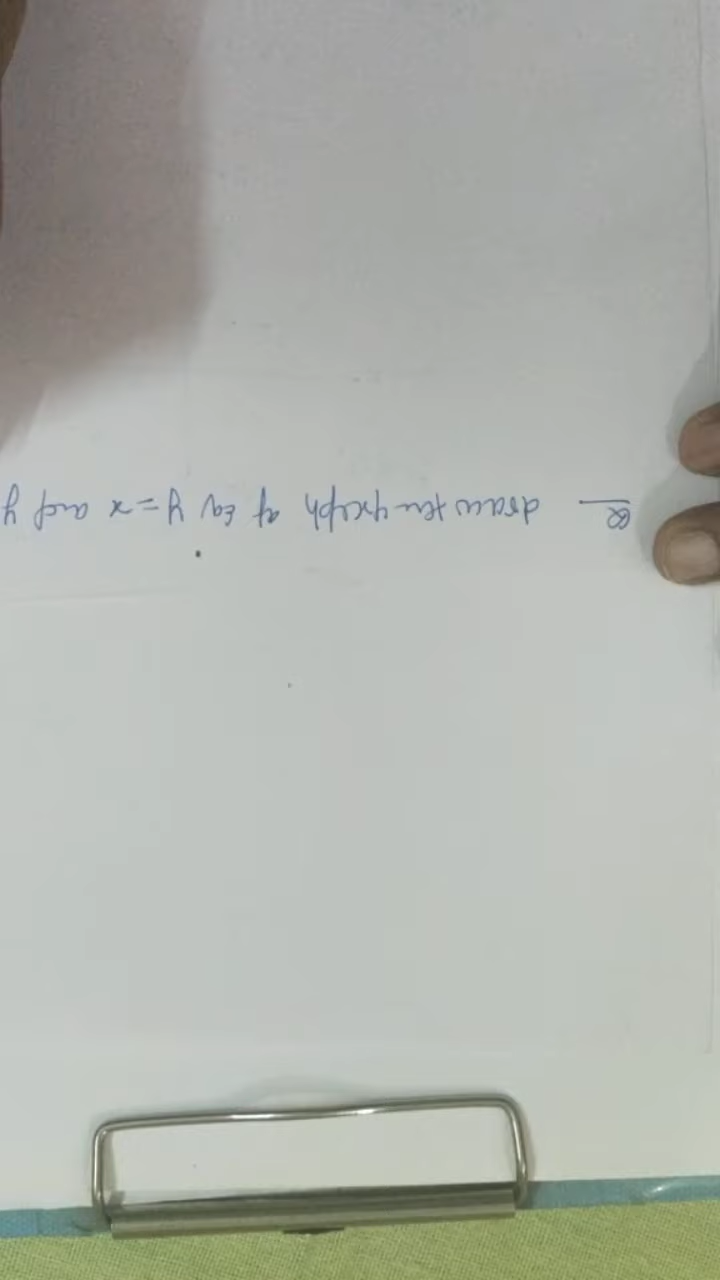 Q draw the graph of Eq y = x and y